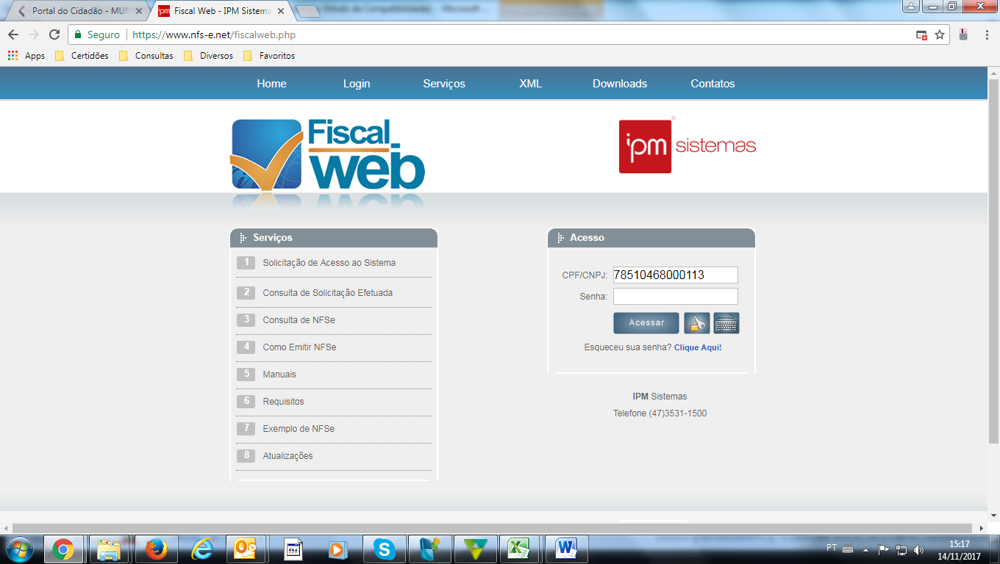 Portal do Cidadão - MUN
Fiscal Web - IPM Sistema
Seguro
https://www.nfs-e.net/fiscalweb.php
Apps
Certidões
Consultas
Diversos
Favoritos
Home
Login
Serviços
XML
Downloads
Contatos
Fiscal
web
ipm sistemas
Serviços
1 Solicitação de Acesso ao Sistema
2 Consulta de Solicitação Efetuada
3 Consulta de NFSe
4 Como Emitir NFSe
5 Manuais
6 Requisitos
7 Exemplo de NFSe
8 Atualizações
Acesso
CPF/CNPJ: 78510468000113
Senha:
Acessar
Esqueceu sua senha? Clique Aqui!
IPM Sistemas
Telefone (47)3531-1500
PT
15:17
14/11/2017